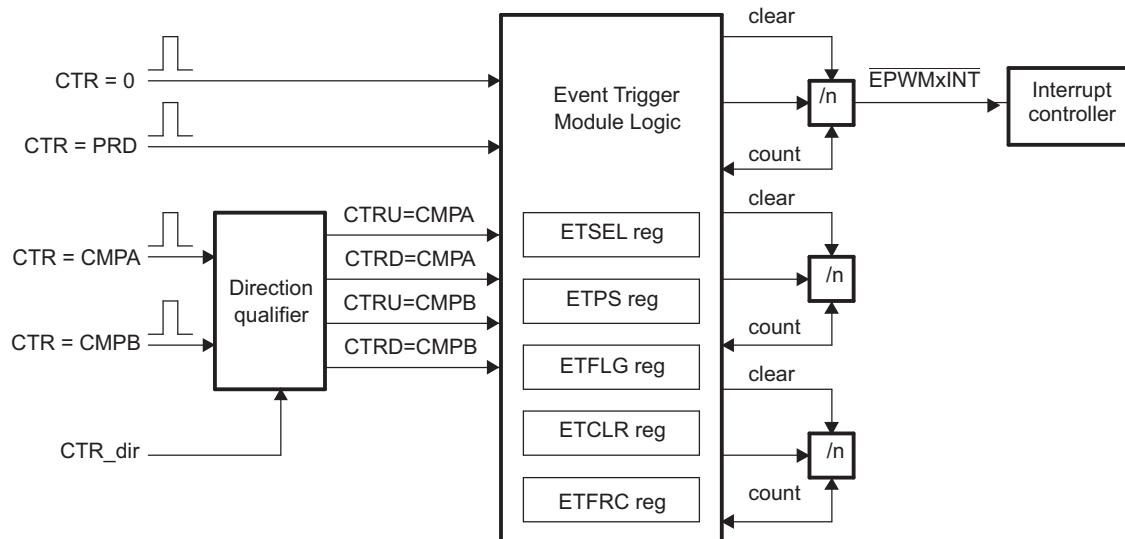 clear
CTR = 0
EPWMxINT
/n
Interrupt
controller
Event Trigger
Module Logic
CTR = PRD
count
clear
CTRU=CMPA
ETSEL reg
CTR = CMPA
CTRD=CMPA
/n
Direction
qualifier
ETPS reg
CTRU=CMPB
count
CTR = CMPB
CTRD=CMPB
ETFLG reg
clear
ETCLR reg
CTR_dir
/n
count
ETFRC reg